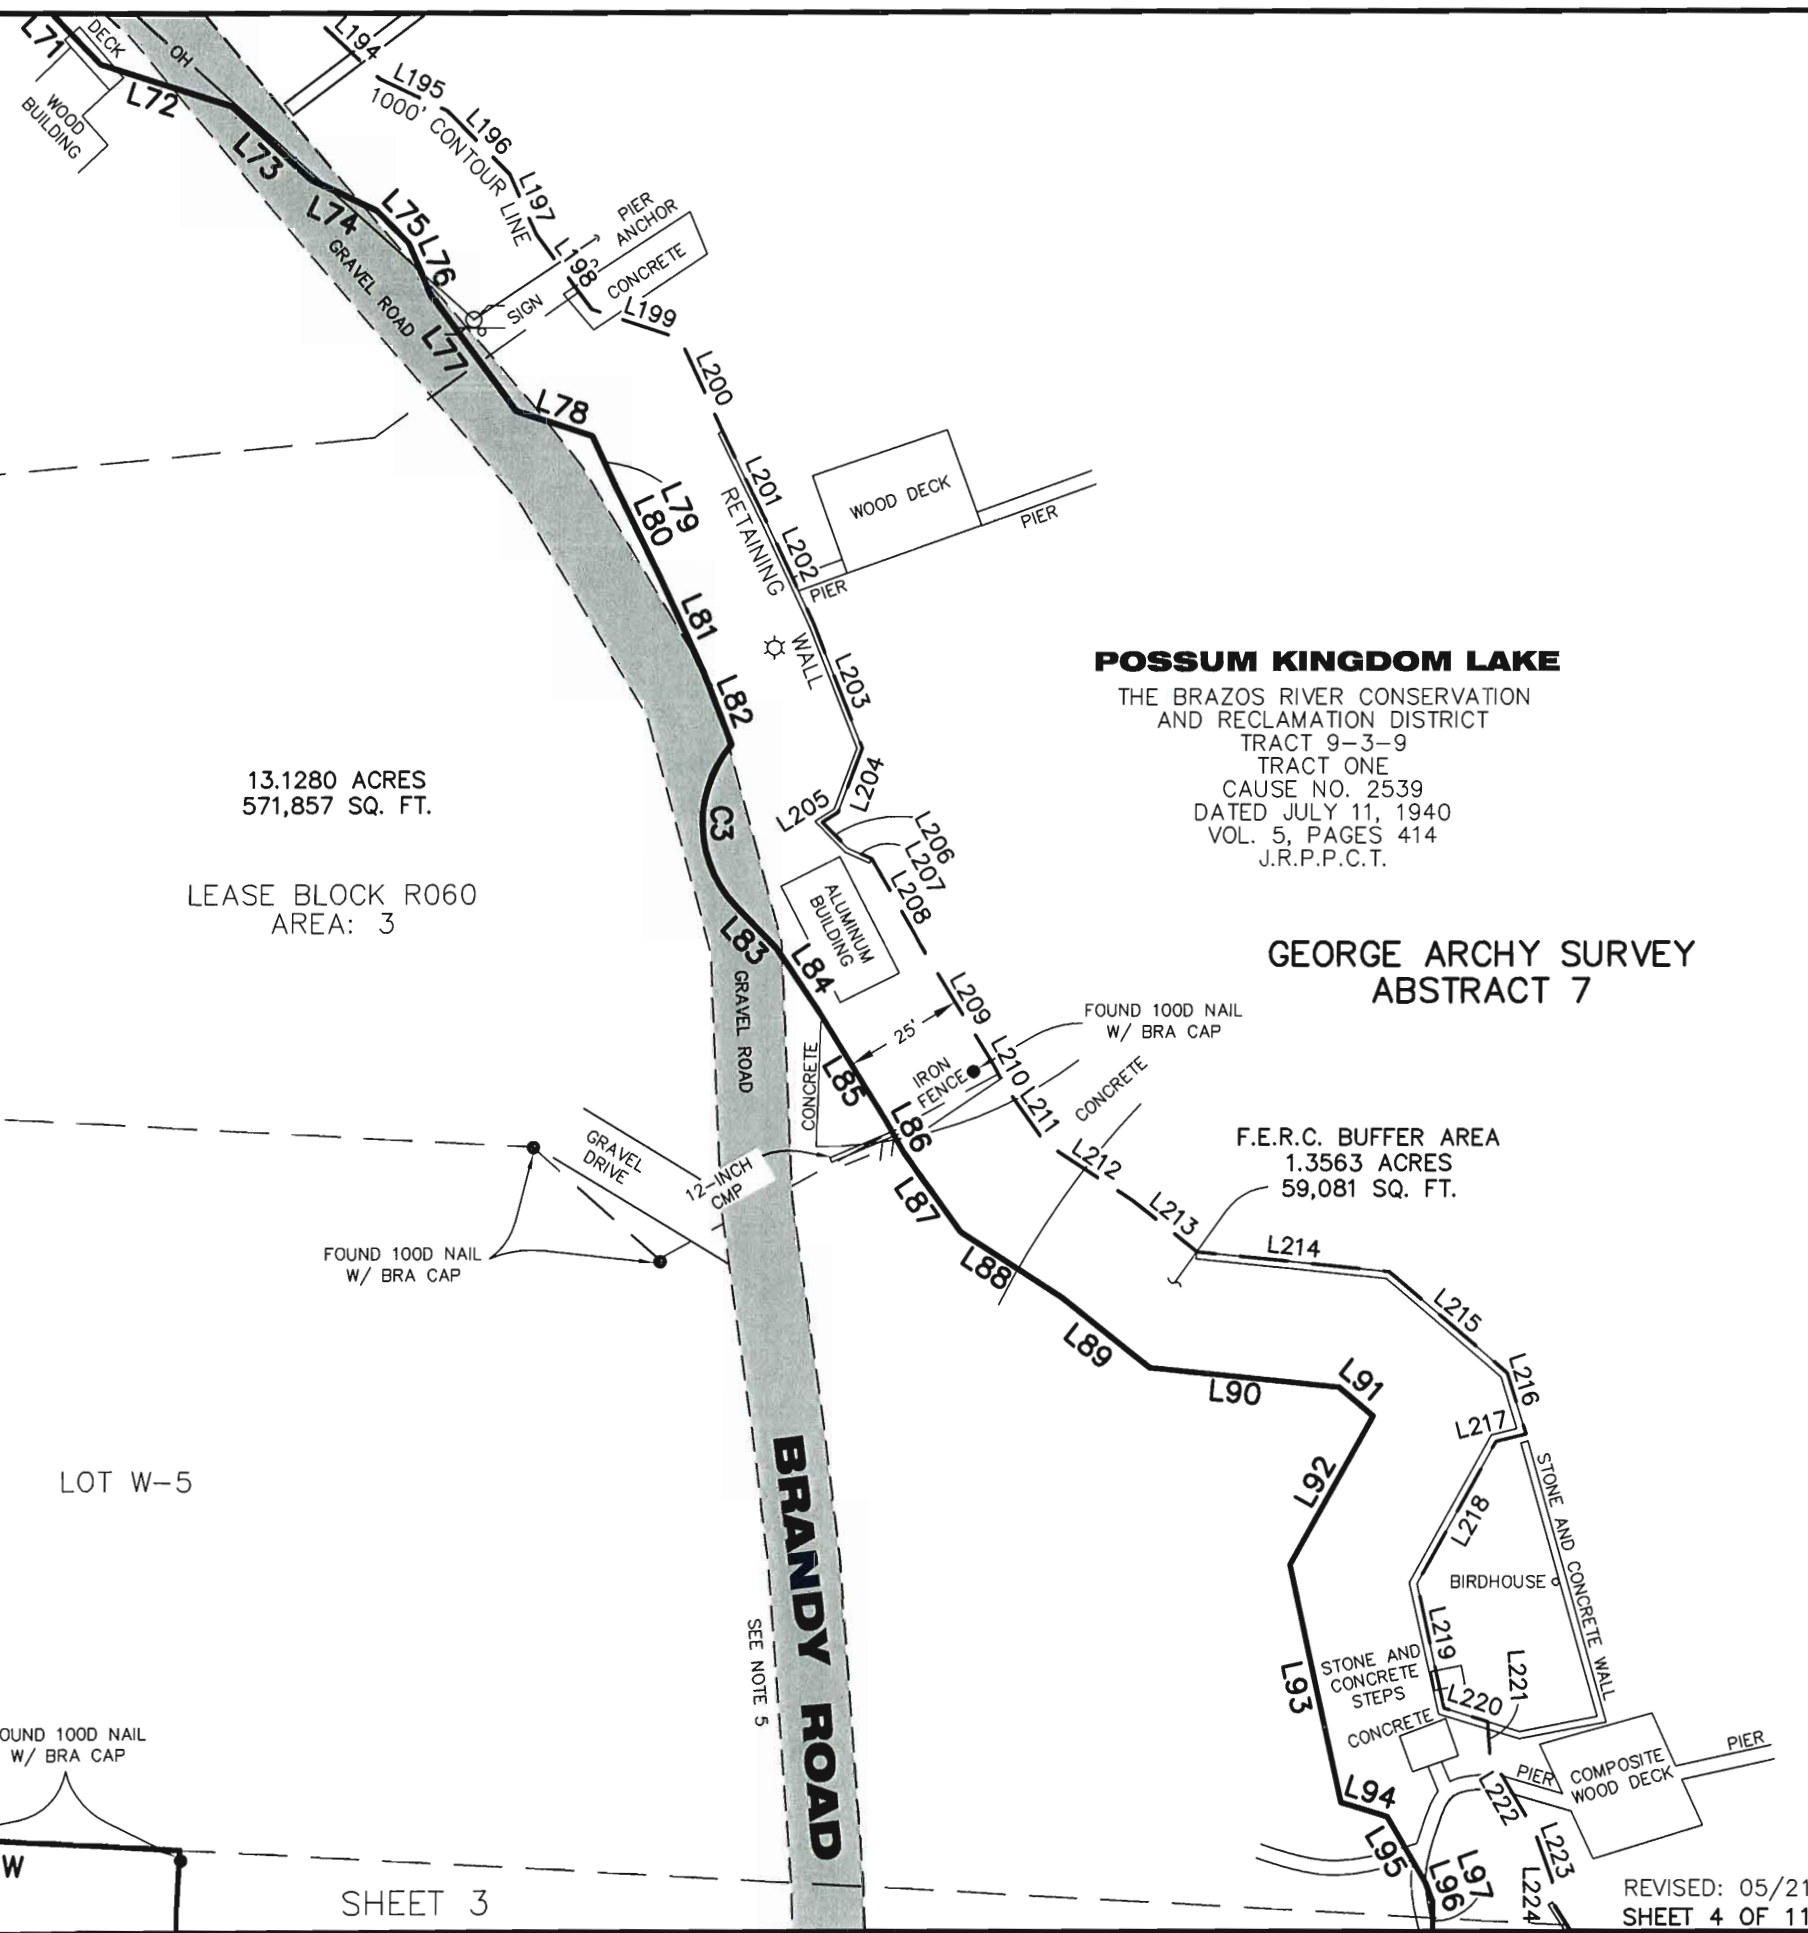 L71
DECK
OH
L194
L195
1000' CONTOUR LINE
L72
WOOD
BUILDING
L196
L73
L197
L74
L75
L76
PIER
ANCHOR
L198
CONCRETE
GRAVEL ROAD
SIGN
L199
L77
L200
L78
L201
RETAINING
WALL
L79
L80
WOOD DECK
PIER
L202
PIER
L81
L203
L82
POSSUM KINGDOM LAKE
THE BRAZOS RIVER CONSERVATION
AND RECLAMATION DISTRICT
TRACT 9-3-9
TRACT ONE
CAUSE NO. 2539
DATED JULY 11, 1940
VOL. 5, PAGES 414
J.R.P.P.C.T.
13.1280 ACRES
571,857 SQ. FT.
L204
L205
C3
L206
L207
L208
LEASE BLOCK R060
AREA: 3
ALUMINUM
BUILDING
L83
L84
GEORGE ARCHY SURVEY
ABSTRACT 7
GRAVEL ROAD
L209
FOUND 100D NAIL
W/ BRA CAP
25'
L210
CONCRETE
L85
IRON
FENCE
L211
CONCRETE
L86
F.E.R.C. BUFFER AREA
1.3563 ACRES
59,081 SQ. FT.
GRAVEL
DRIVE
12-INCH
CMP
L212
L87
L213
FOUND 100D NAIL
W/ BRA CAP
L214
L88
L89
L215
L90
L91
L216
L217
LOT W-5
L92
L218
STONE AND CONCRETE WALL
BRANDY ROAD
BIRDHOUSE
SEE NOTE 5
L219
STONE AND
CONCRETE
STEPS
L221
L93
L220
CONCRETE
OUND 100D NAIL
W/ BRA CAP
PIER
PIER
COMPOSITE
WOOD DECK
L94
L222
L95
L223
W
L96
L97
L224
SHEET 3
REVISED: 05/21
SHEET 4 OF 11